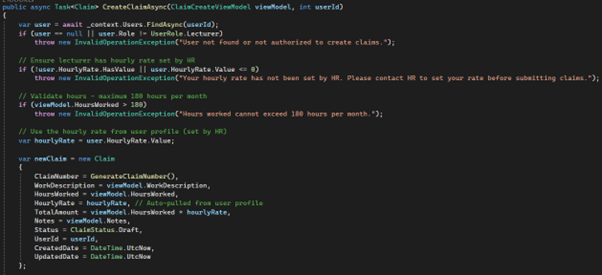 public async Task<Claim> CreateClaimAsync(ClaimCreateViewModel viewModel, int userId)
{
var user = await _context.Users.FindAsync(userId);
if (user == null || user.Role != UserRole.Lecturer)
throw new InvalidOperationException("User not found or not authorized to create claims.");
// Ensure lecturer has hourly rate set by HR
if (!user.HourlyRate.HasValue || user.HourlyRate.Value <= 0)
throw new InvalidOperationException("Your hourly rate has not been set by HR. Please contact HR to set your rate before submitting claims.");
// Validate hours - maximum 180 hours per month
if (viewModel.HoursWorked > 180)
throw new InvalidOperationException("Hours worked cannot exceed 180 hours per month.");
// Use the hourly rate from user profile (set by HR)
var hourlyRate = user.HourlyRate.Value;
var newClaim = new Claim
{
ClaimNumber = GenerateClaimNumber(),
WorkDescription = viewModel.WorkDescription,
HoursWorked = viewModel.HoursWorked,
HourlyRate = hourlyRate, // Auto-pulled from user profile
TotalAmount = viewModel.HoursWorked * hourlyRate,
Notes = viewModel.Notes,
Status = ClaimStatus.Draft,
UserId = userId,
CreatedDate = DateTime.UtcNow,
UpdatedDate = DateTime.UtcNow
};